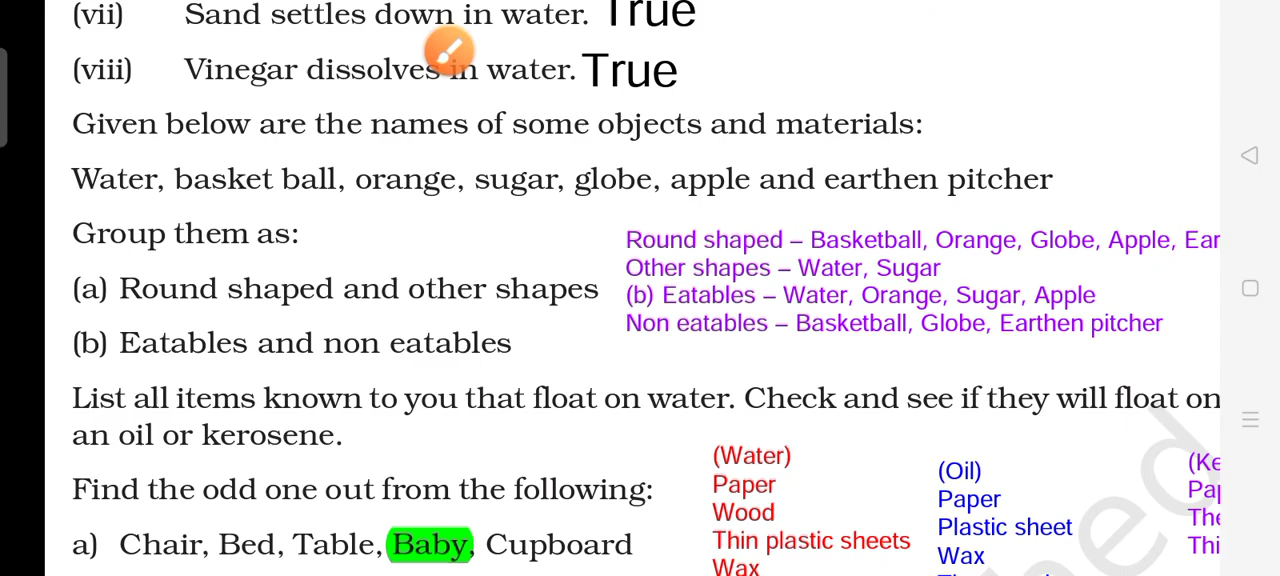 (vii) Sand settles down in water. True
(viii) Vinegar dissolves in water. True
Given below are the names of some objects and materials:
Water, basket ball, orange, sugar, globe, apple and earthen pitcher
Group them as:
Round shaped – Basketball, Orange, Globe, Apple, Ear
Other shapes – Water, Sugar
(a) Round shaped and other shapes
(b) Eatables – Water, Orange, Sugar, Apple
Non eatables – Basketball, Globe, Earthen pitcher
(b) Eatables and non eatables
List all items known to you that float on water. Check and see if they will float on
an oil or kerosene.
(Water)
Paper
Wood
Thin plastic sheets
Wax
(Oil)
Paper
Plastic sheet
Wax
(Ke
Pap
The
Thi
Find the odd one out from the following:
a) Chair, Bed, Table, Baby, Cupboard